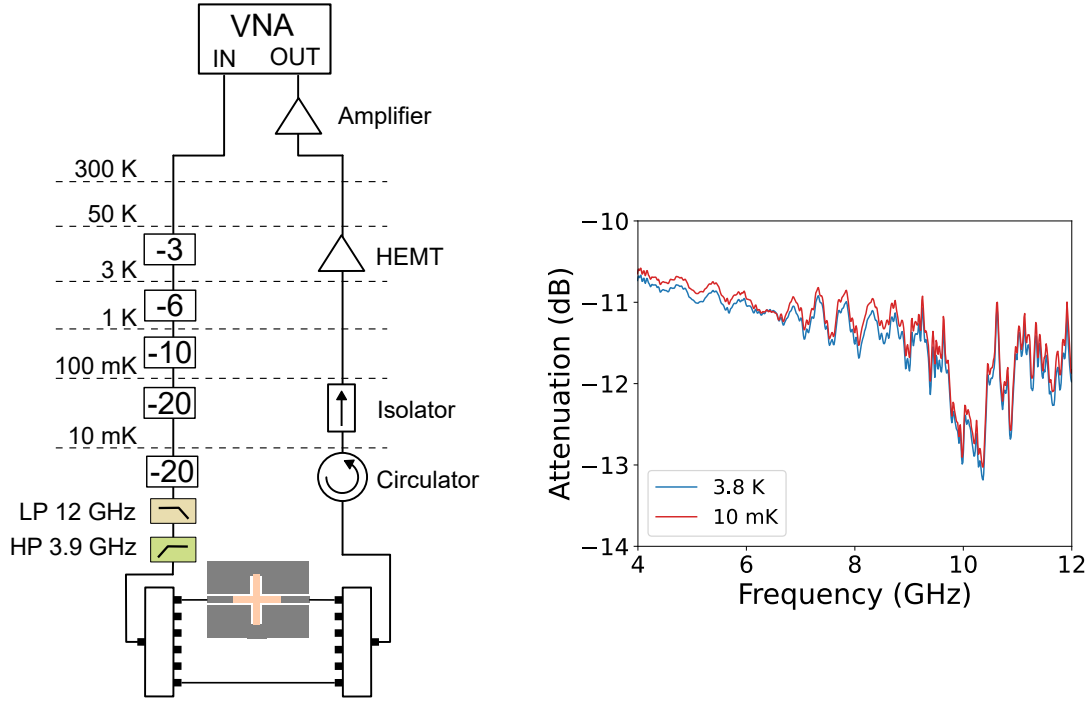 VNA
IN OUT
Amplifier
300 K
50 K
-3
HEMT
3 K
-6
1 K
-10
100 mK
-20
Isolator
10 mK
-20
Circulator
LP 12 GHz
HP 3.9 GHz
Attenuation (dB)
−10
−11
−12
−13
−14
3.8 K
10 mK
4 6 8 10 12
Frequency (GHz)